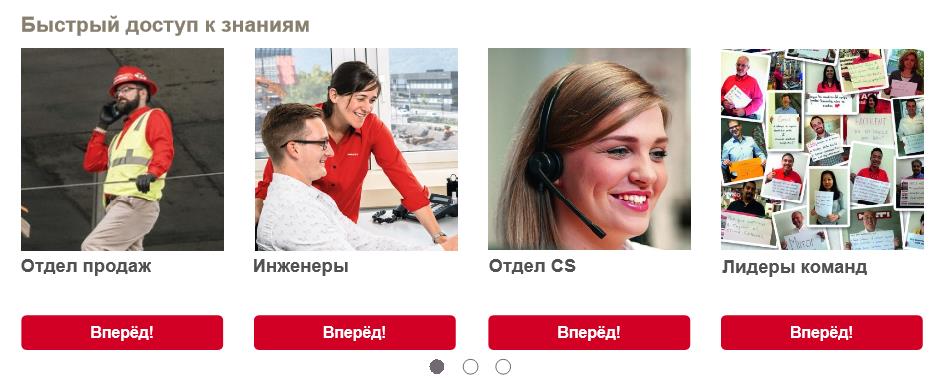 Быстрый доступ к знаниям
Отдел продаж
Инженеры
Отдел CS
Лидеры команд
Вперёд!
Вперёд!
Вперёд!
Вперёд!